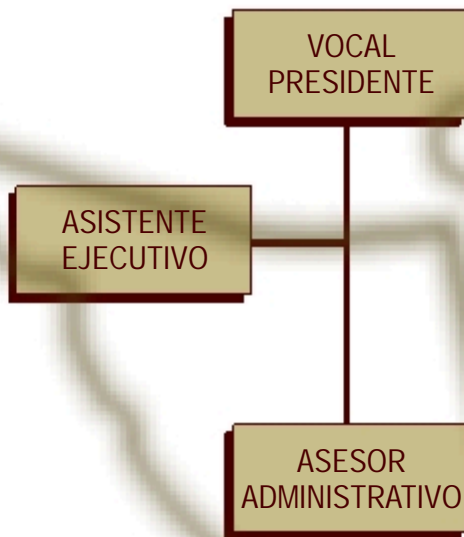 VOCAL
PRESIDENTE
ASISTENTE
EJECUTIVO
ASESOR
ADMINISTRATIVO